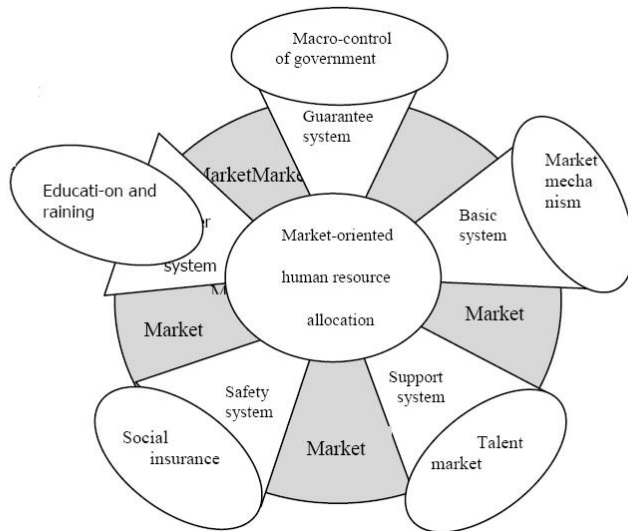 Macro-control
of government
Guarantee
system
MarketMarke
Educati-on and
raining
er
system
M
Market
mecha
nism
Basic
system
Market-oriented
human resource
allocation
Market
Market
Safety
system
Support
system
Social
insurance
Market
Talent
market